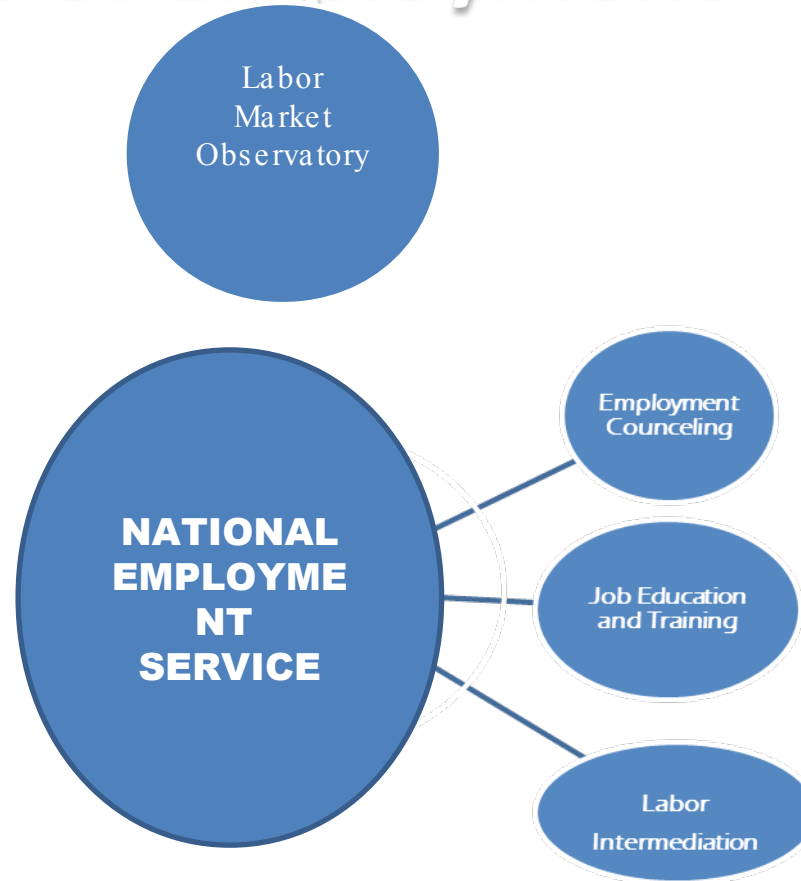 Labor
Market
Observatory
Employment
Counceling
NATIONAL
EMPLOYME
NT
SERVICE
Job Education
and Training
Labor
Intermediation